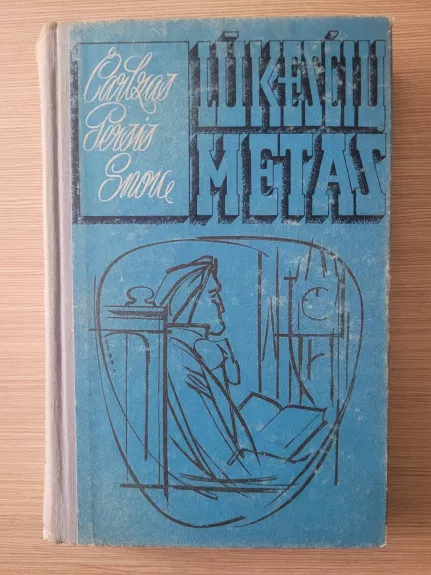 Čarlzas
Persis
Snou
LŪKESČIŲ
METAS